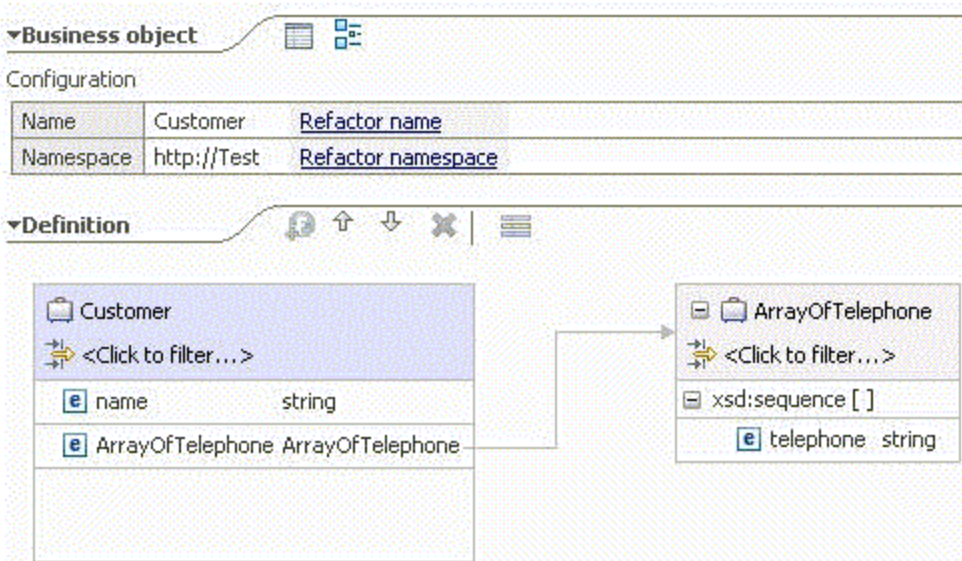 Business object
Configuration
Name Customer Refactor name
Namespace http://Test Refactor namespace
Definition
Customer
<Click to filter...>
e name string
e ArrayOfTelephone ArrayOfTelephone
ArrayOfTelephone
<Click to filter...>
xsd:sequence [ ]
e telephone string